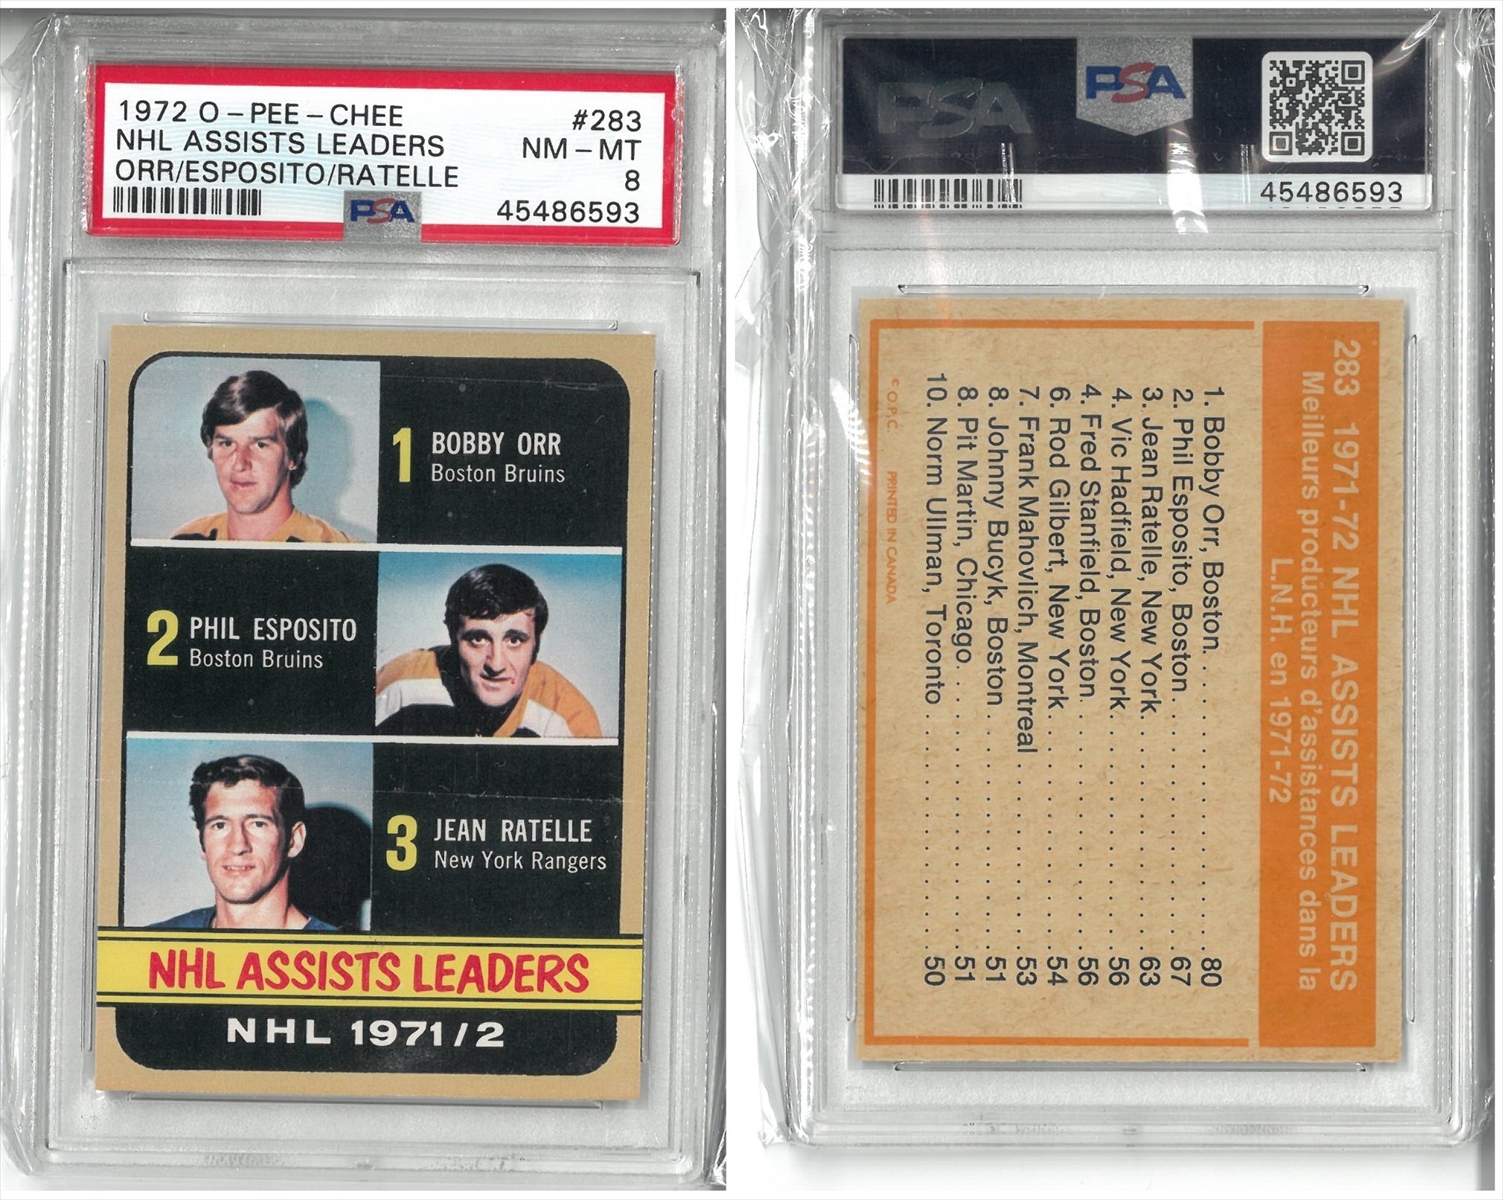 1972 O-PEE-CHEE #283
NHL ASSISTS LEADERS NM-MT
ORR/ESPOSITO/RATELLE 8
PSA 45486593
1 BOBBY ORR
Boston Bruins
2 PHIL ESPOSITO
Boston Bruins
3 JEAN RATELLE
New York Rangers
NHL ASSISTS LEADERS
NHL 1971/2
PSA PSA
45486593
283 1971-72 NHL ASSISTS LEADERS
Meilleurs producteurs d'assistances dans la
L.N.H. en 1971-72
1. Bobby Orr, Boston. . . . . . . . . . . . . . . 80
2. Phil Esposito, Boston. . . . . . . . . . . . . 67
3. Jean Ratelle, New York. . . . . . . . . . . . 63
4. Vic Hadfield, New York. . . . . . . . . . . . 56
4. Fred Stanfield, Boston. . . . . . . . . . . . 56
6. Rod Gilbert, New York. . . . . . . . . . . . 54
7. Frank Mahovlich, Montreal . . . . . . . . . 53
8. Johnny Bucyk, Boston . . . . . . . . . . . . 51
8. Pit Martin, Chicago. . . . . . . . . . . . . . 51
10. Norm Ullman, Toronto . . . . . . . . . . . 50
© O.P.C. PRINTED IN CANADA